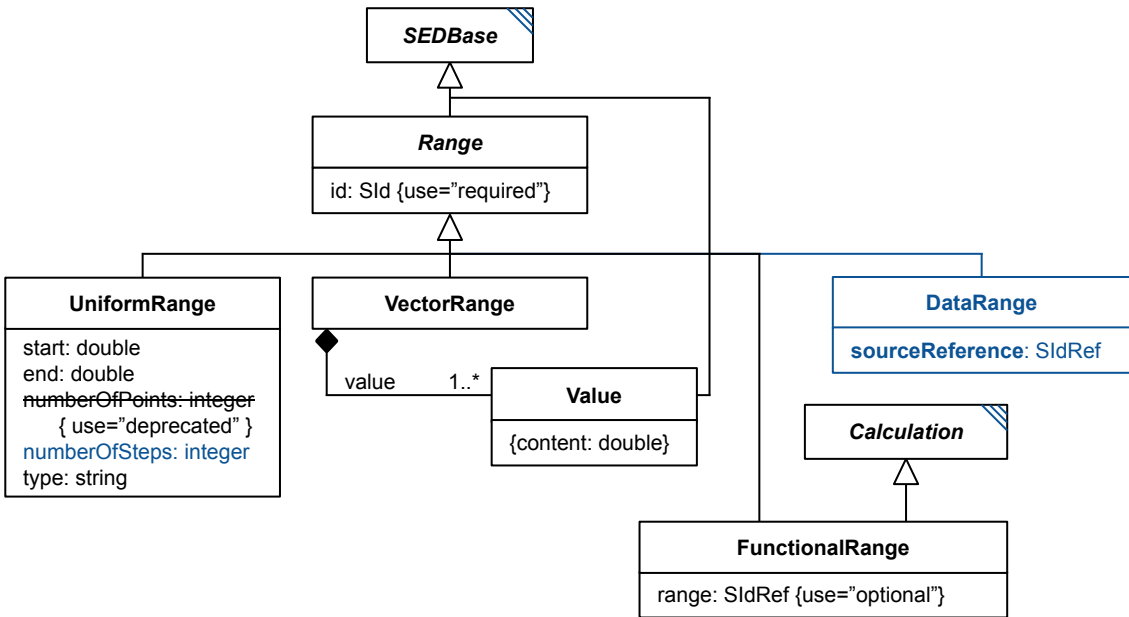 SEDBase
Range
id: SId {use=”required”}
UniformRange
start: double
end: double
numberOfPoints: integer
{ use=”deprecated” }
numberOfSteps: integer
type: string
VectorRange
value 1..*
Value
{content: double}
DataRange
sourceReference: SIdRef
Calculation
FunctionalRange
range: SIdRef {use=”optional”}